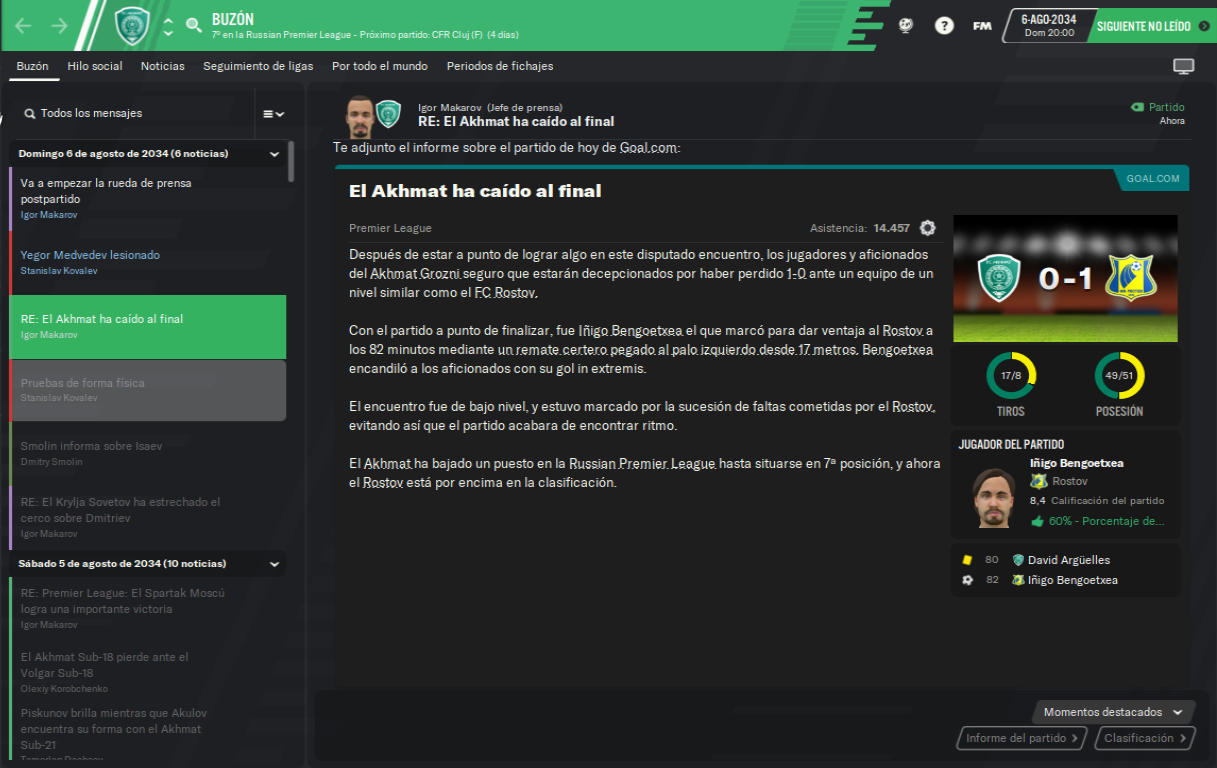 BUZÓN
7º en la Russian Premier League - Próximo partido: CFR Cluj (F) (4 días)
FM
6-AGO-2034
Dom 20:00
SIGUIENTE NO LEÍDO
Buzón Hilo social Noticias Seguimiento de ligas Por todo el mundo Periodos de fichajes
Todos los mensajes
Domingo 6 de agosto de 2034 (6 noticias)
Va a empezar la rueda de prensa
postpartido
Igor Makarov
Yegor Medvedev lesionado
Stanislav Kovalev
RE: El Akhmat ha caído al final
Igor Makarov
Pruebas de forma física
Stanislav Kovalev
Smolin informa sobre Isaev
Dmitry Smolin
RE: El Krylja Sovetov ha estrechado el
cerco sobre Dmitriev
Igor Makarov
Sábado 5 de agosto de 2034 (10 noticias)
RE: Premier League: El Spartak Moscú
logra una importante victoria
Igor Makarov
El Akhmat Sub-18 pierde ante el
Volgar Sub-18
Olexiy Korobchenko
Piskunov brilla mientras que Akulov
encuentra su forma con el Akhmat
Sub-21
Igor Makarov (Jefe de prensa)
RE: El Akhmat ha caído al final
Partido
Ahora
Te adjunto el informe sobre el partido de hoy de Goal.com:
GOAL.COM
El Akhmat ha caído al final
Premier League
Asistencia: 14.457
Después de estar a punto de lograr algo en este disputado encuentro, los jugadores y aficionados
del Akhmat Grozni seguro que estarán decepcionados por haber perdido 1-0 ante un equipo de un
nivel similar como el FC Rostov.
Con el partido a punto de finalizar, fue Iñigo Bengoetxea el que marcó para dar ventaja al Rostov a
los 82 minutos mediante un remate certero pegado al palo izquierdo desde 17 metros. Bengoetxea
encandiló a los aficionados con su gol in extremis.
El encuentro fue de bajo nivel, y estuvo marcado por la sucesión de faltas cometidas por el Rostov,
evitando así que el partido acabara de encontrar ritmo.
El Akhmat ha bajado un puesto en la Russian Premier League hasta situarse en 7ª posición, y ahora
el Rostov está por encima en la clasificación.
0-1
17/8
TIROS
49/51
POSESIÓN
JUGADOR DEL PARTIDO
Iñigo Bengoetxea
Rostov
8,4 Calificación del partido
60% - Porcentaje de...
80 David Argüelles
82 Iñigo Bengoetxea
Momentos destacados
Informe del partido
Clasificación